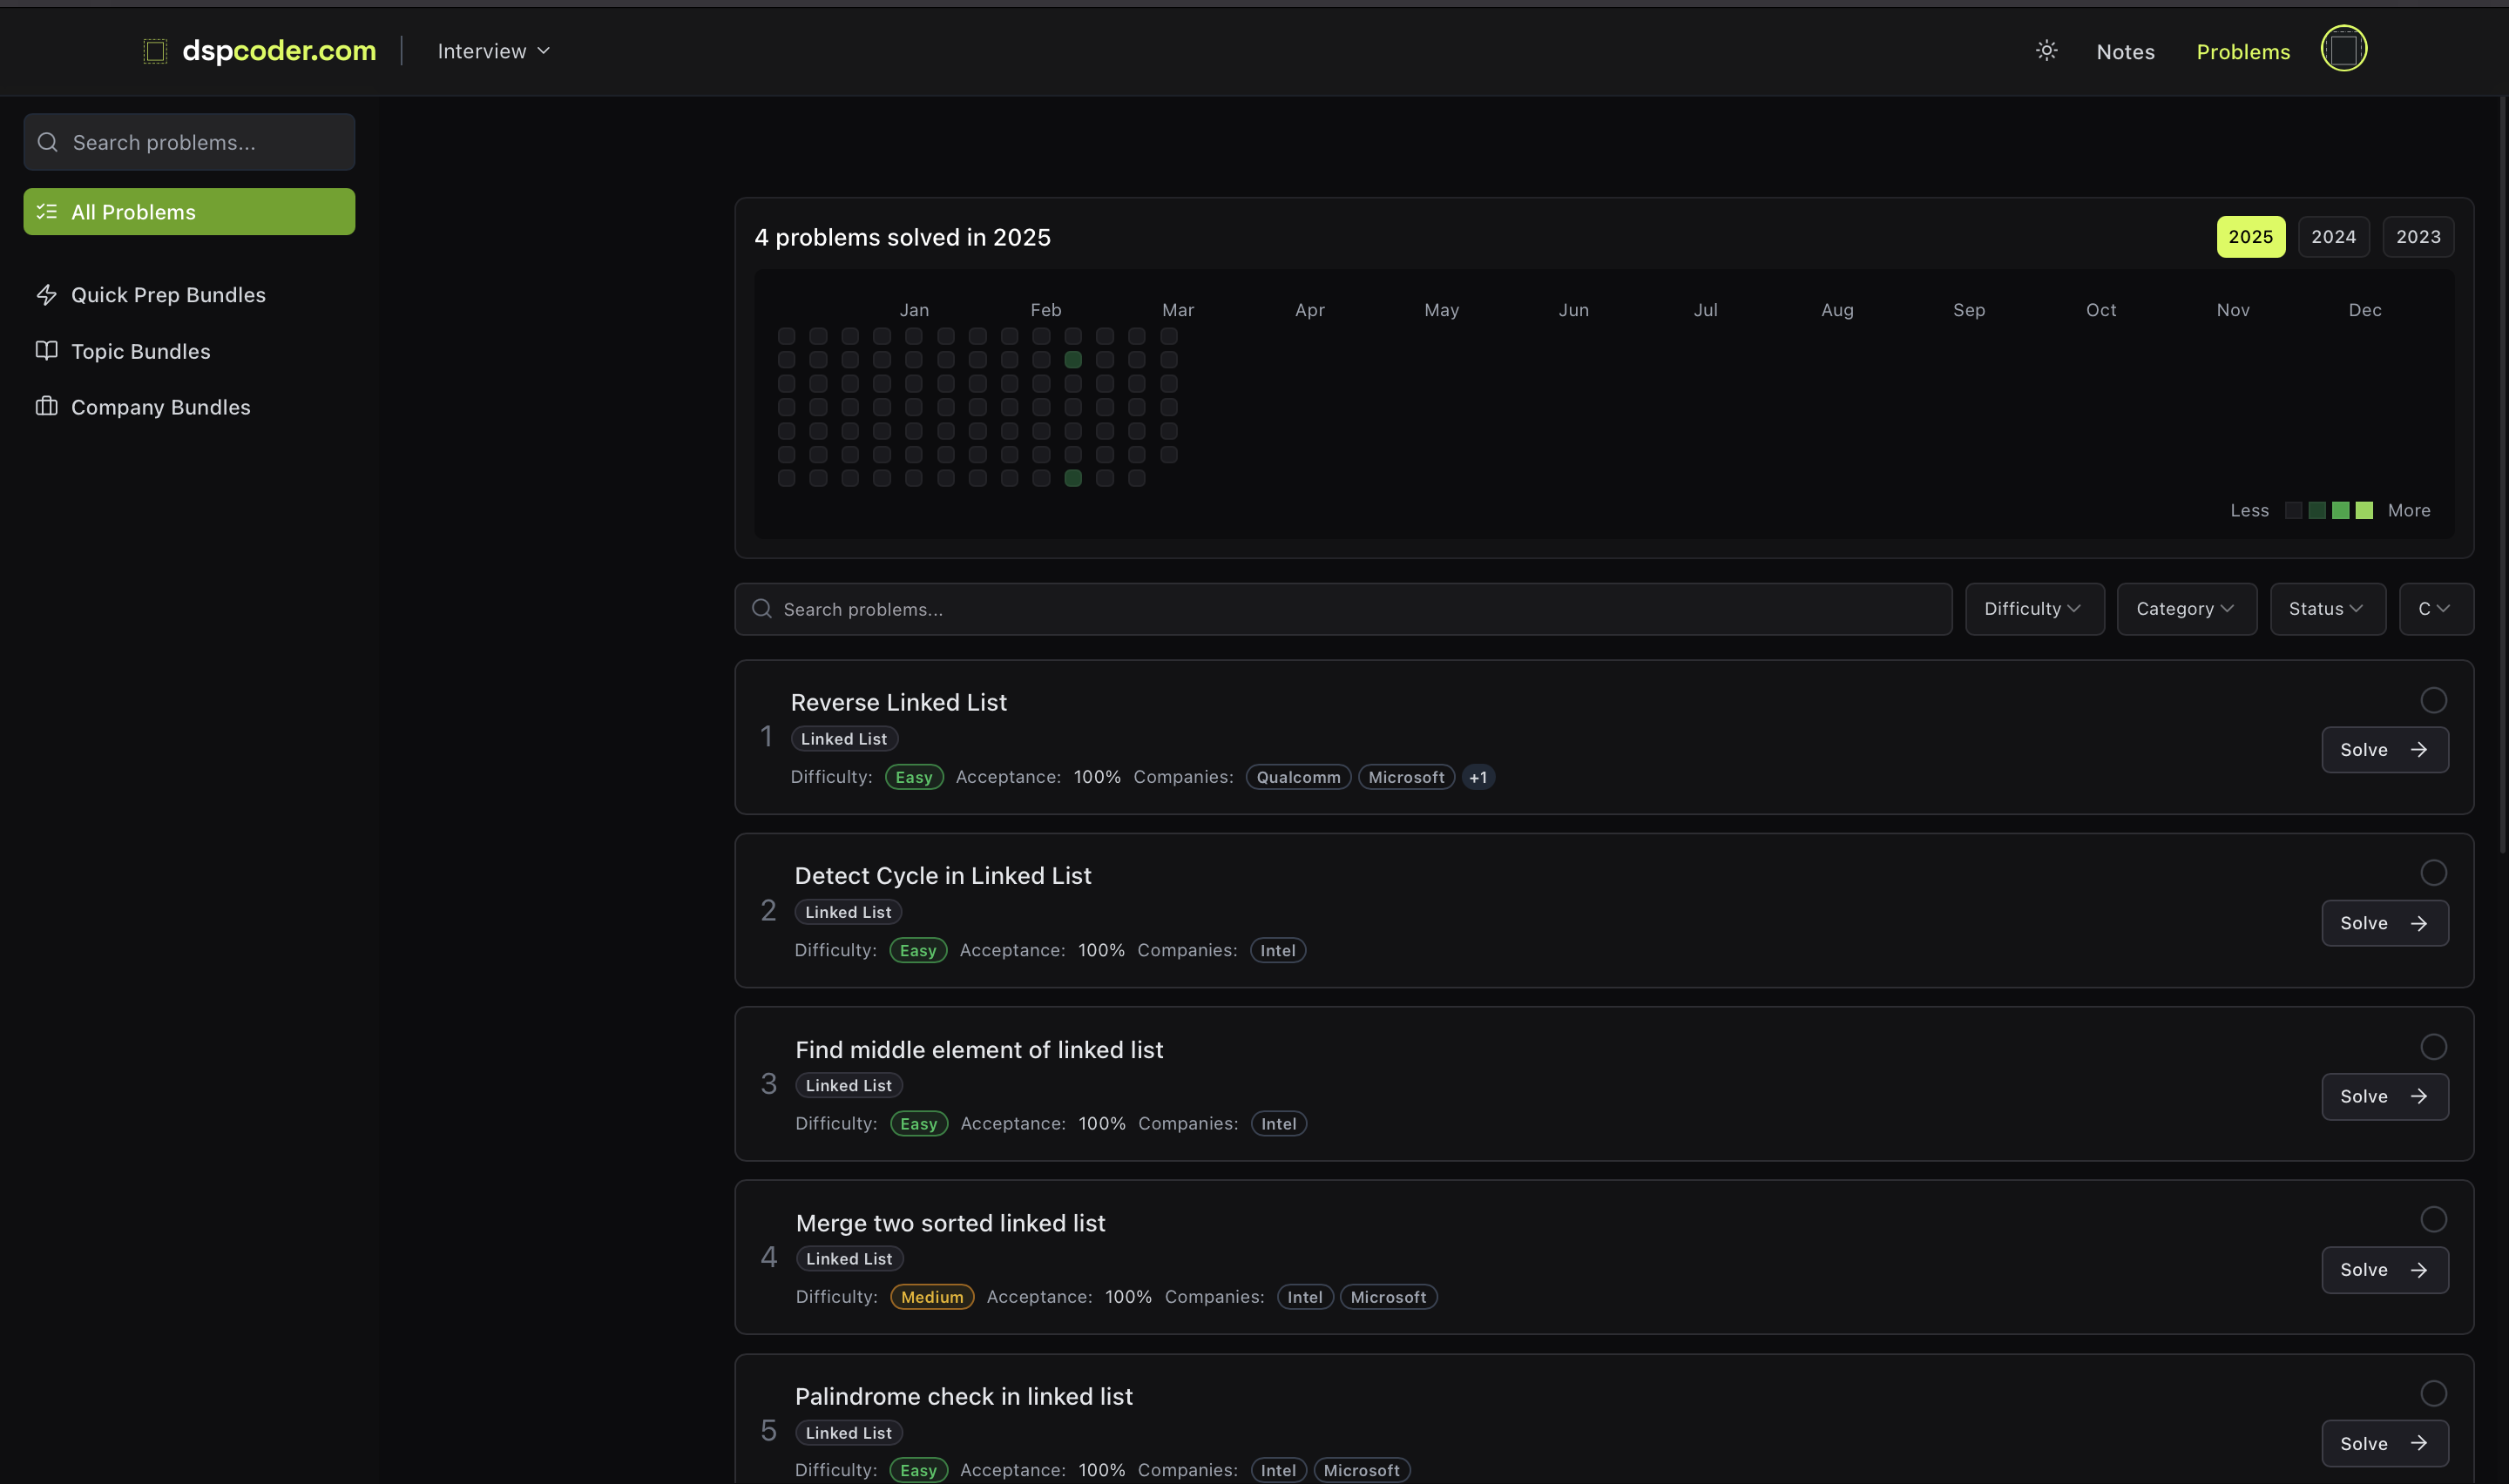 dspcoder.com
Interview
Notes
Problems
Search problems...
All Problems
Quick Prep Bundles
Topic Bundles
Company Bundles
4 problems solved in 2025
2025 2024 2023
Jan Feb Mar Apr May Jun Jul Aug Sep Oct Nov Dec
Less More
Search problems...
Difficulty Category Status C
1
Reverse Linked List
Linked List
Difficulty: Easy Acceptance: 100% Companies: Qualcomm Microsoft +1
Solve
2
Detect Cycle in Linked List
Linked List
Difficulty: Easy Acceptance: 100% Companies: Intel
Solve
3
Find middle element of linked list
Linked List
Difficulty: Easy Acceptance: 100% Companies: Intel
Solve
4
Merge two sorted linked list
Linked List
Difficulty: Medium Acceptance: 100% Companies: Intel Microsoft
Solve
5
Palindrome check in linked list
Linked List
Difficulty: Easy Acceptance: 100% Companies: Intel Microsoft
Solve